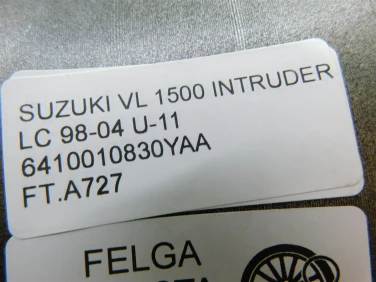 SUZUKI VL 1500 INTRUDER
LC 98-04 U-11
6410010830YAA
FT.A727
FELGA